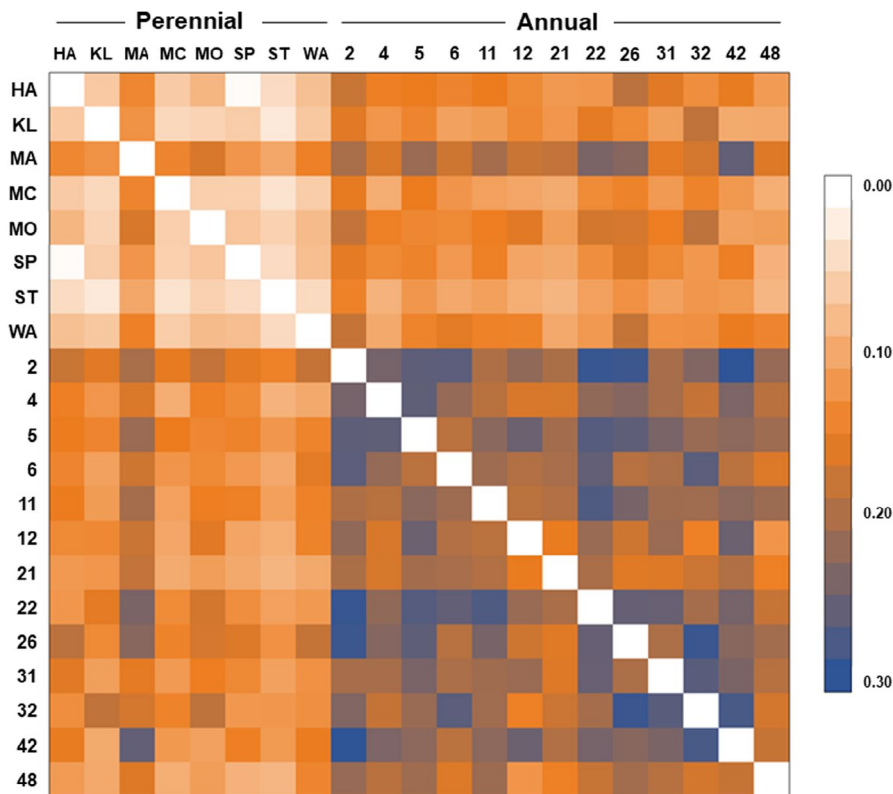 Perennial Annual
HA KL MA MC MO SP ST WA 2 4 5 6 11 12 21 22 26 31 32 42 48
HA
KL
MA
MC
MO
SP
ST
WA
2
4
5
6
11
12
21
22
26
31
32
42
48
0.00
0.10
0.20
0.30